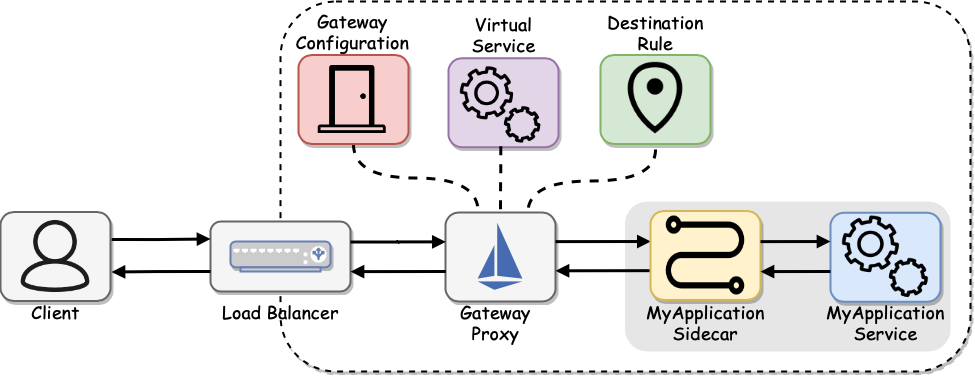 Gateway
Configuration
Virtual
Service
Destination
Rule
Client
Load Balancer
Gateway
Proxy
MyApplication
Sidecar
MyApplication
Service